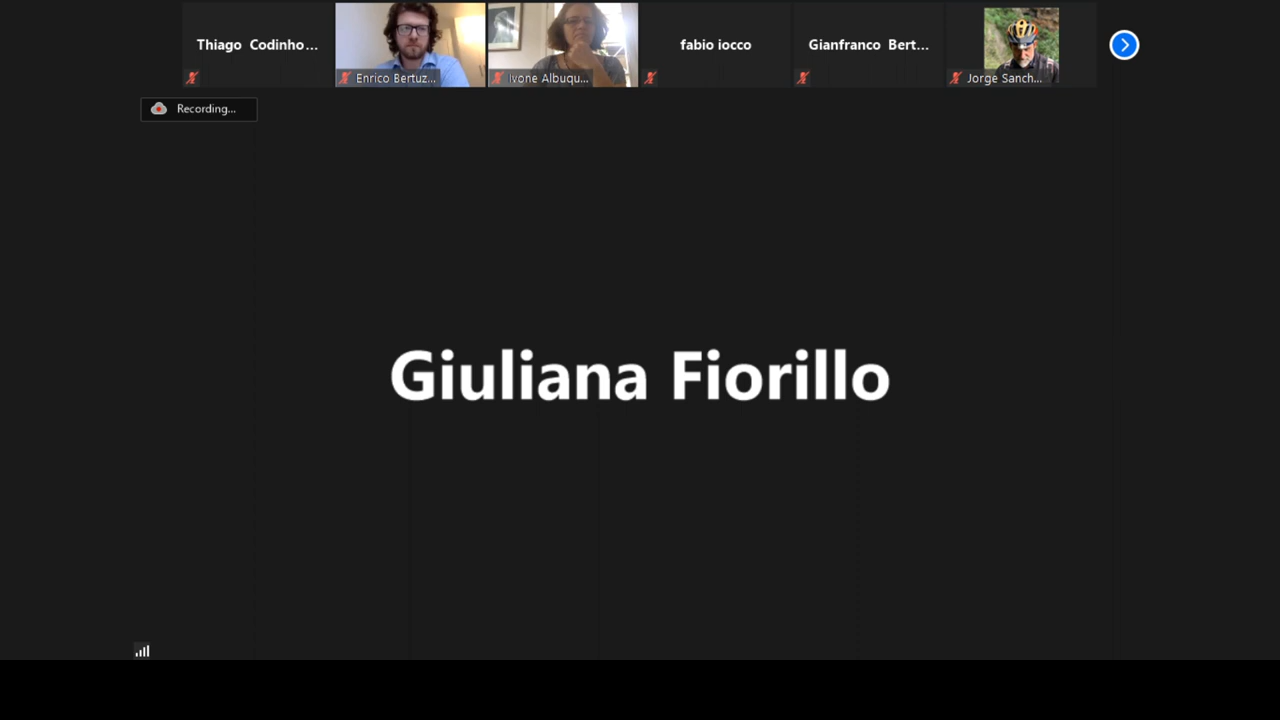 Thiago Codinho...
Enrico Bertuz...
Ivone Albuqu...
fabio iocco
Gianfranco Bert...
Jorge Sanch...
Recording...
Giuliana Fiorillo